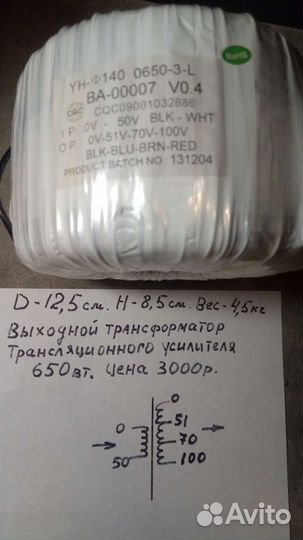 RoHS
YH-Φ140 0650-3-L
BA-00007 V0.4
CQC
CQC09001032686
I P: 0V - 50V BLK-WHT
O P: 0V-51V-70V-100V
BLK-BLU-BRN-RED
PRODUCT BATCH NO: 131204
D-12,5см. H-8,5см. Вес-4,5кг
Выходной трансформатор
Трансляционного усилителя
650вт. Цена 3000р.
0
0
51
70
50
100
Avito